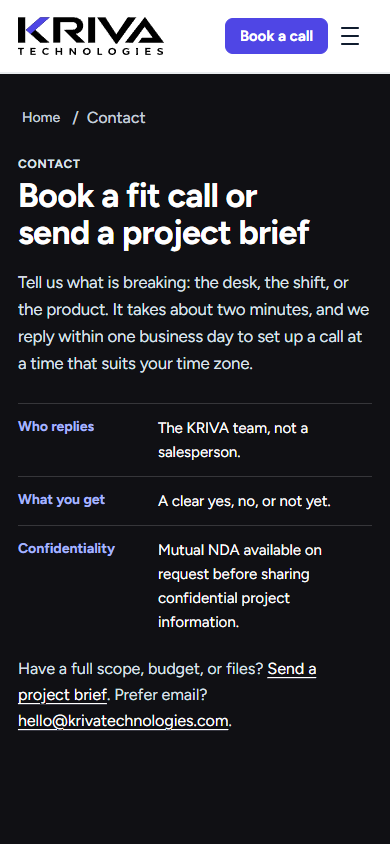 KRIVA
TECHNOLOGIES
Book a call
Home / Contact
CONTACT
Book a fit call or
send a project brief
Tell us what is breaking: the desk, the shift, or
the product. It takes about two minutes, and we
reply within one business day to set up a call at
a time that suits your time zone.
Who replies
The KRIVA team, not a
salesperson.
What you get
A clear yes, no, or not yet.
Confidentiality
Mutual NDA available on
request before sharing
confidential project
information.
Have a full scope, budget, or files? Send a
project brief. Prefer email?
hello@krivatechnologies.com.